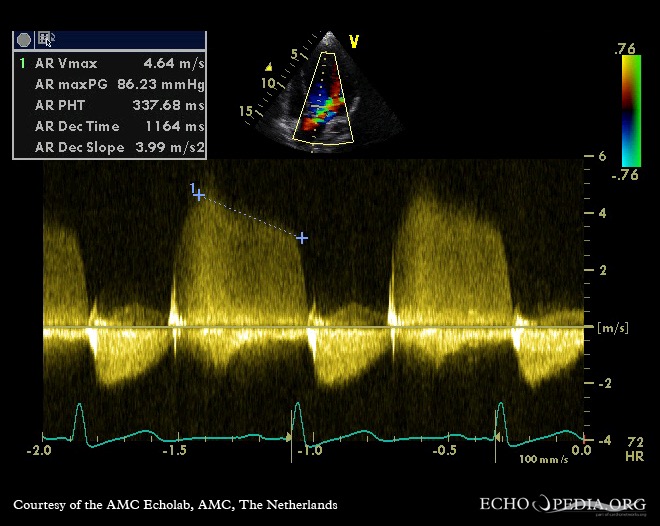 1 AR Vmax 4.64 m/s
AR maxPG 86.23 mmHg
AR PHT 337.68 ms
AR Dec Time 1164 ms
AR Dec Slope 3.99 m/s2
V
5
10
15
.76
-.76
6
1
4
2
[m/s]
-2
-4
72
HR
-2.0 -1.5 -1.0 -0.5 0.0
100 mm/s
Courtesy of the AMC Echolab, AMC, The Netherlands
ECHOPEDIA.ORG